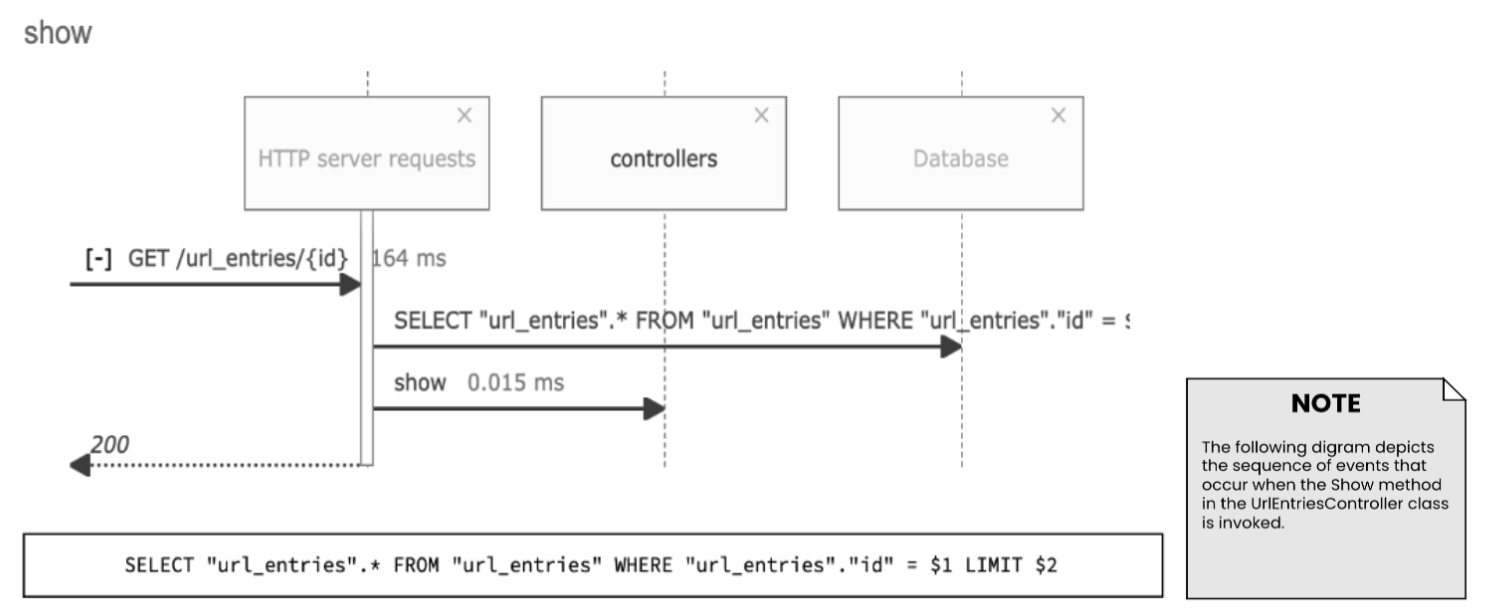 show
HTTP server requests
controllers
Database
[-] GET /url_entries/{id} 164 ms
SELECT "url_entries".* FROM "url_entries" WHERE "url_entries"."id" =
show 0.015 ms
200
NOTE
The following digram depicts
the sequence of events that
occur when the Show method
in the UrlEntriesController class
is invoked.
SELECT "url_entries".* FROM "url_entries" WHERE "url_entries"."id" = $1 LIMIT $2